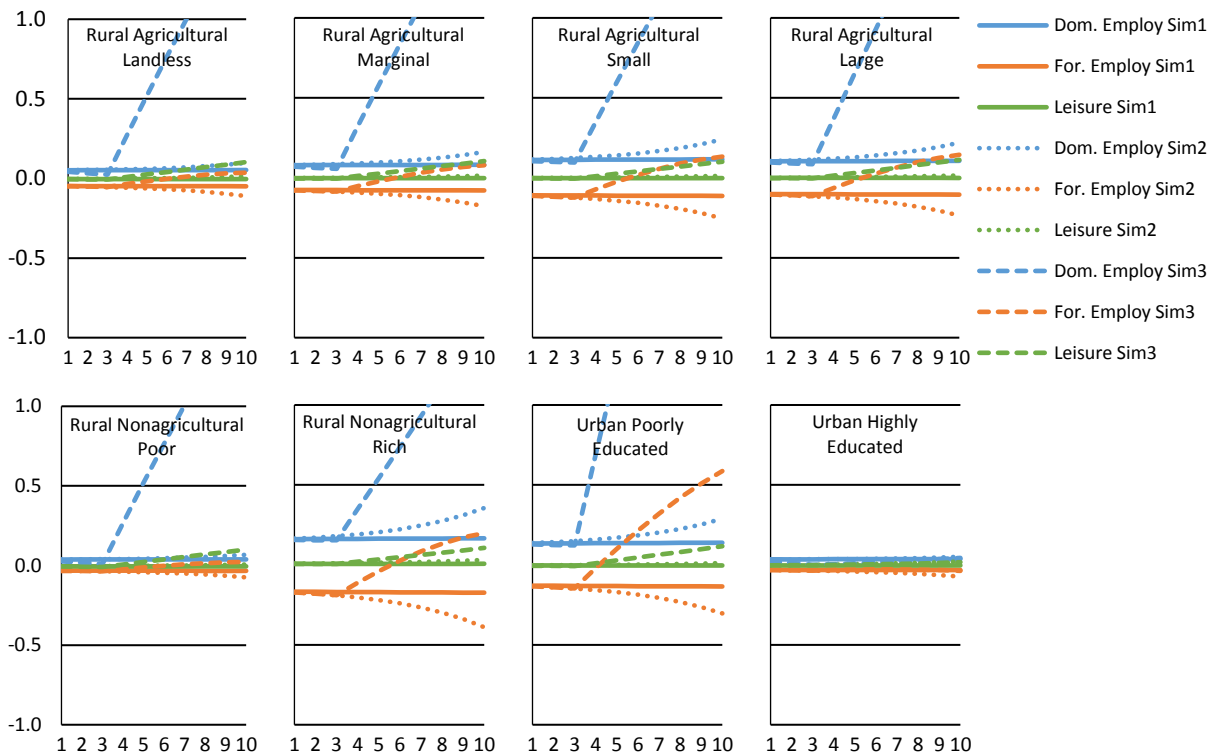 1.0
0.5
0.0
-0.5
-1.0
Rural Agricultural
Landless
1 2 3 4 5 6 7 8 9 10
Rural Agricultural
Marginal
1 2 3 4 5 6 7 8 9 10
Rural Agricultural
Small
1 2 3 4 5 6 7 8 9 10
Rural Agricultural
Large
1 2 3 4 5 6 7 8 9 10
Dom. Employ Sim1
For. Employ Sim1
Leisure Sim1
Dom. Employ Sim2
For. Employ Sim2
Leisure Sim2
Dom. Employ Sim3
For. Employ Sim3
Leisure Sim3
1.0
0.5
0.0
-0.5
-1.0
Rural Nonagricultural
Poor
1 2 3 4 5 6 7 8 9 10
Rural Nonagricultural
Rich
1 2 3 4 5 6 7 8 9 10
Urban Poorly
Educated
1 2 3 4 5 6 7 8 9 10
Urban Highly
Educated
1 2 3 4 5 6 7 8 9 10